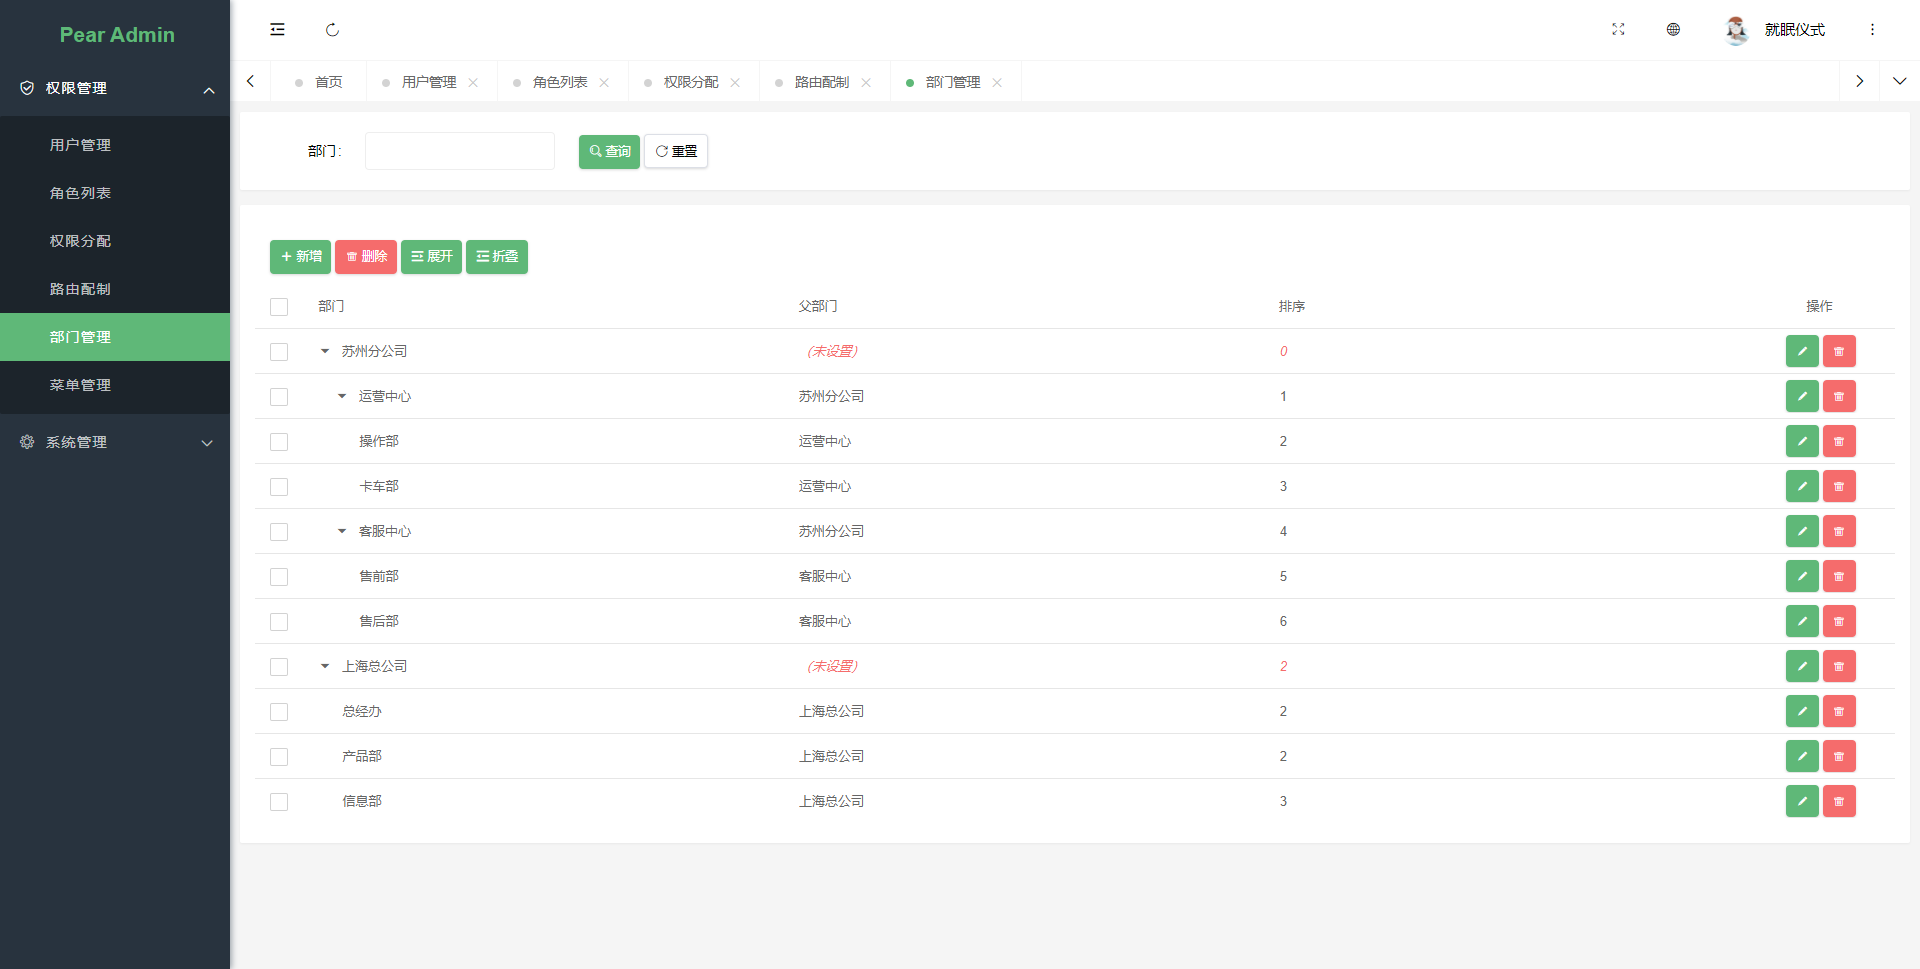 Pear Admin
就眠仪式
权限管理
用户管理
角色列表
权限分配
路由配制
部门管理
菜单管理
系统管理
首页 用户管理 角色列表 权限分配 路由配制 部门管理
部门: 查询 重置
新增 删除 展开 折叠
部门 父部门 排序 操作
苏州分公司 (未设置) 0
运营中心 苏州分公司 1
操作部 运营中心 2
卡车部 运营中心 3
客服中心 苏州分公司 4
售前部 客服中心 5
售后部 客服中心 6
上海总公司 (未设置) 2
总经办 上海总公司 2
产品部 上海总公司 2
信息部 上海总公司 3